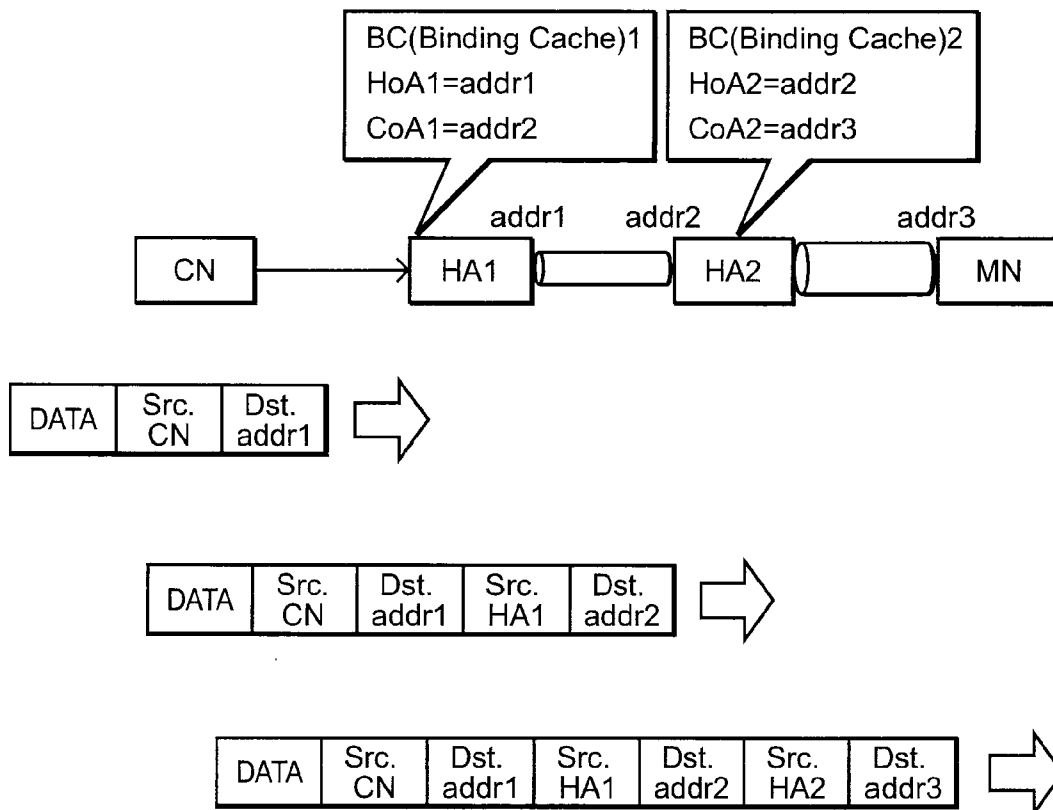 BC(Binding Cache)1
HoA1=addr1
CoA1=addr2
BC(Binding Cache)2
HoA2=addr2
CoA2=addr3
addr1
addr2
addr3
CN
HA1
HA2
MN
DATA
Src.
CN
Dst.
addr1
DATA
Src.
CN
Dst.
addr1
Src.
HA1
Dst.
addr2
DATA
Src.
CN
Dst.
addr1
Src.
HA1
Dst.
addr2
Src.
HA2
Dst.
addr3